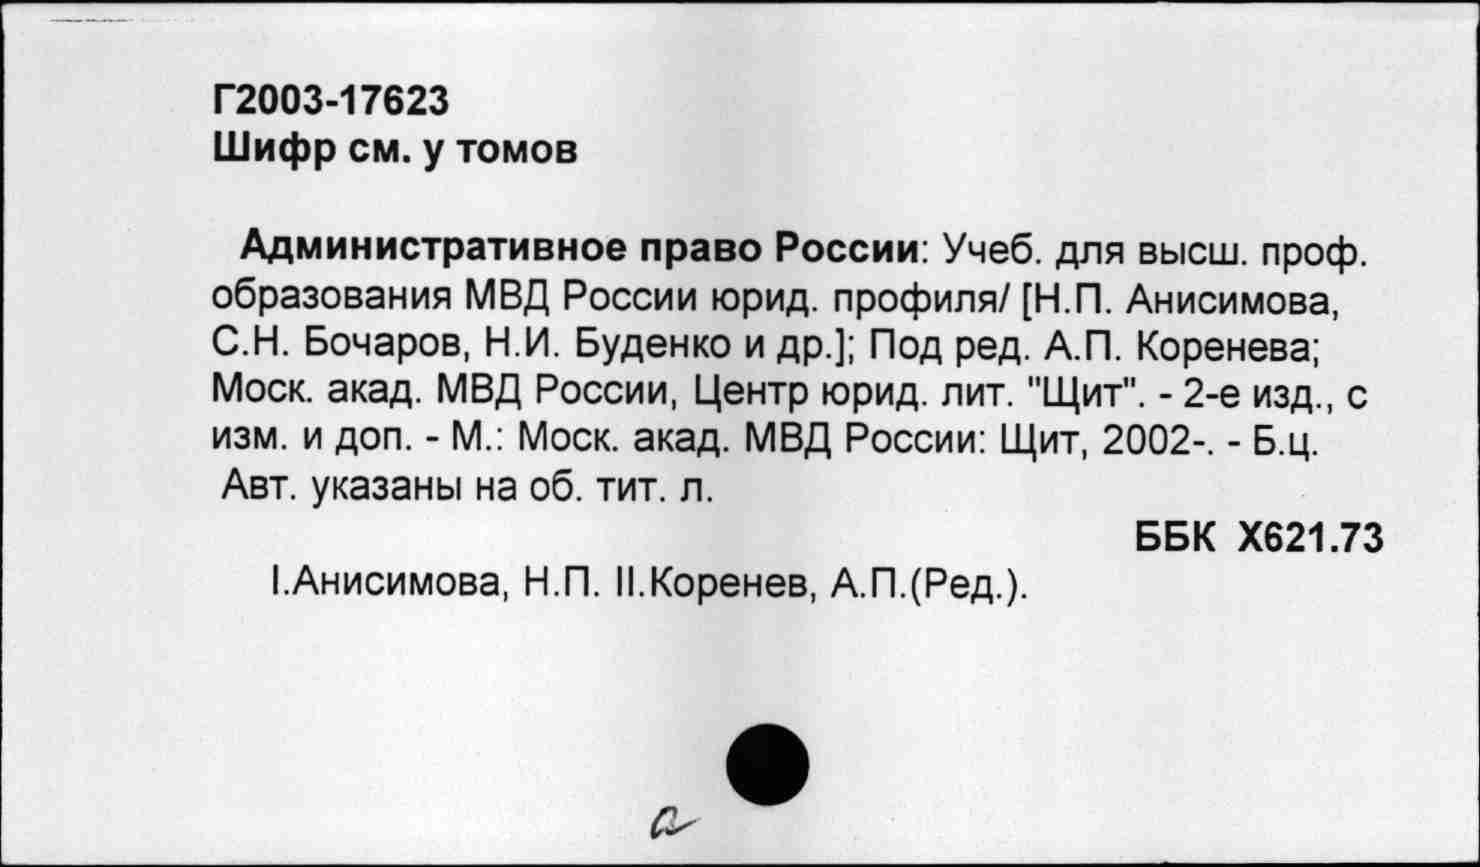 Г2003-17623
Шифр см. у томов
Административное право России: Учеб. для высш. проф.
образования МВД России юрид. профиля/ [Н.П. Анисимова,
С.Н. Бочаров, Н.И. Буденко и др.]; Под ред. А.П. Коренева;
Моск. акад. МВД России, Центр юрид. лит. "Щит". - 2-е изд., с
изм. и доп. - М.: Моск. акад. МВД России: Щит, 2002-. - Б.ц.
Авт. указаны на об. тит. л.
ББК Х621.73
I.Анисимова, Н.П. II.Коренев, А.П.(Ред.).
а